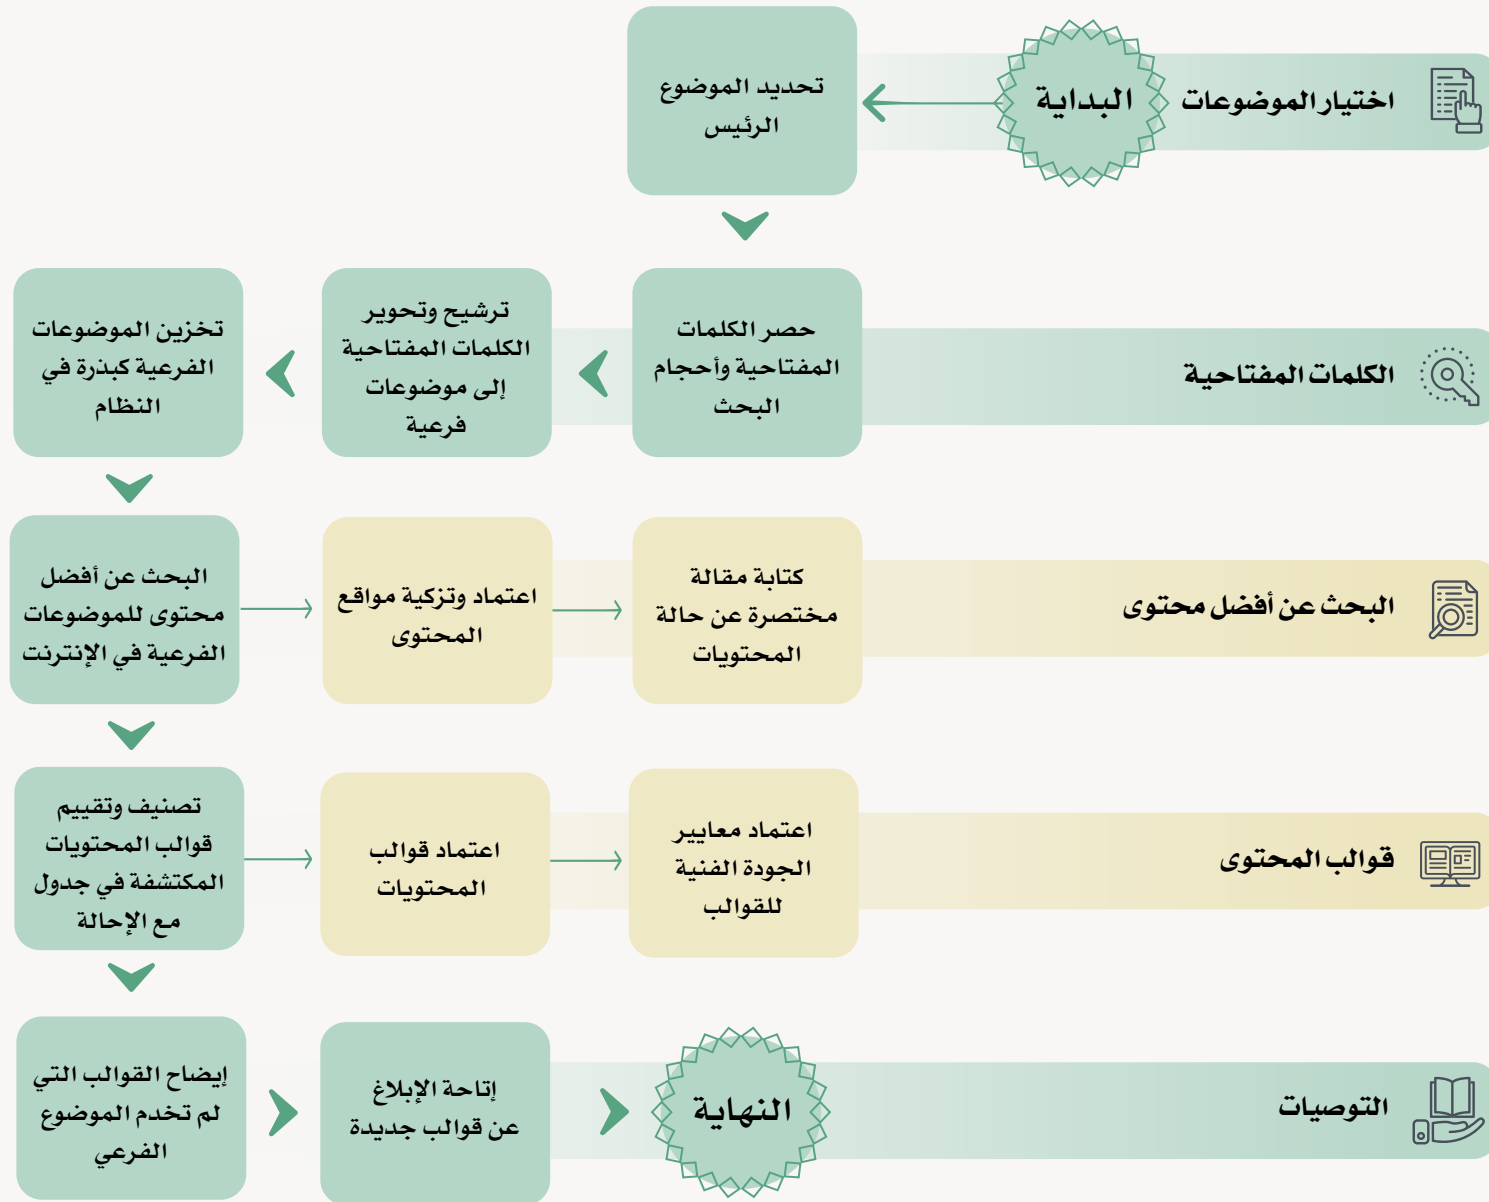 اختيار الموضوعات
البداية
تحديد الموضوع
الرئيس
الكلمات المفتاحية
حصر الكلمات
المفتاحية وأحجام
البحث
ترشيح وتحوير
الكلمات المفتاحية
إلى موضوعات
فرعية
تخزين الموضوعات
الفرعية كبذرة في
النظام
البحث عن أفضل محتوى
البحث عن أفضل
محتوى للموضوعات
الفرعية في الإنترنت
اعتماد وتزكية مواقع
المحتوى
كتابة مقالة
مختصرة عن حالة
المحتويات
قوالب المحتوى
تصنيف وتقييم
قوالب المحتويات
المكتشفة في جدول
مع الإحالة
اعتماد قوالب
المحتويات
اعتماد معايير
الجودة الفنية
للقوالب
التوصيات
إيضاح القوالب التي
لم تخدم الموضوع
الفرعي
إتاحة الإبلاغ
عن قوالب جديدة
النهاية